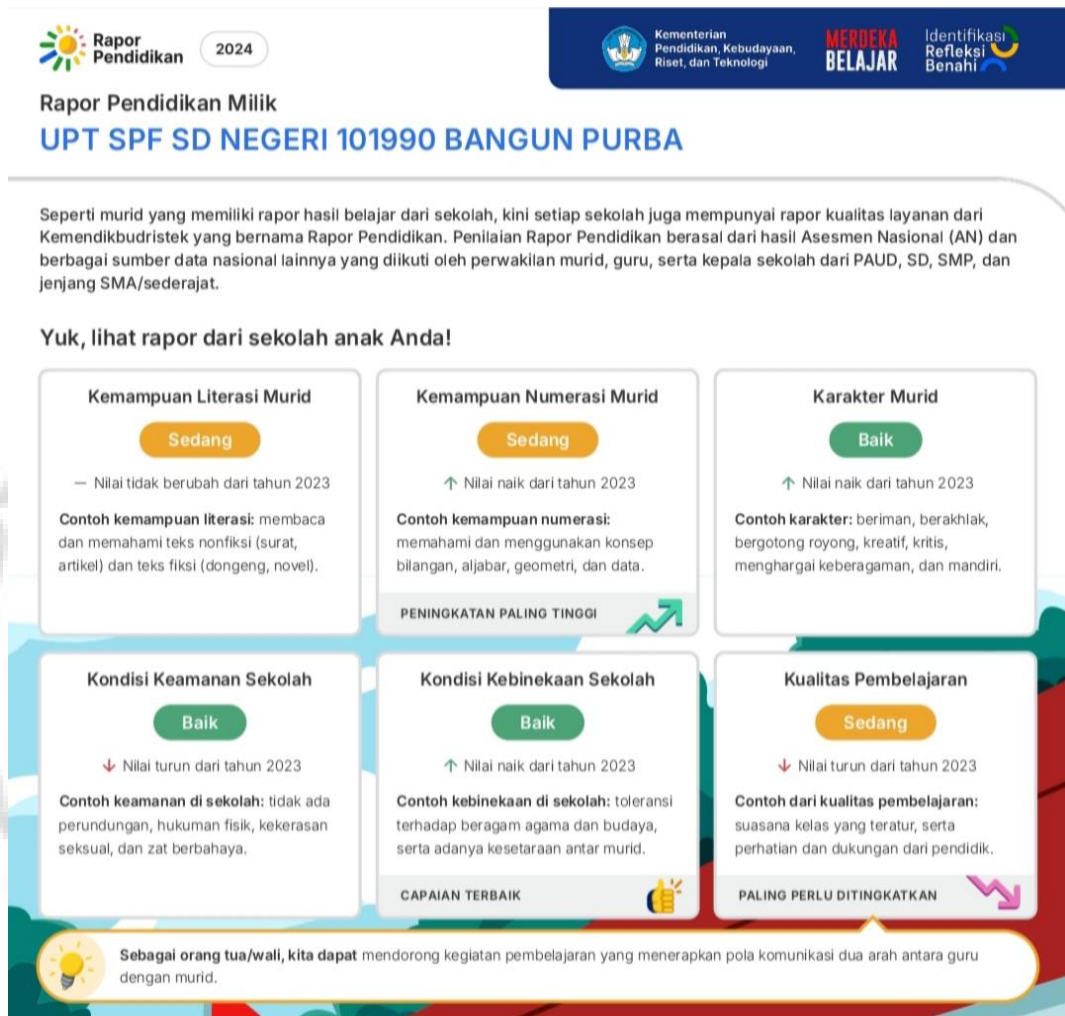 Rapor
Pendidikan
2024
Kementerian
Pendidikan, Kebudayaan,
Riset, dan Teknologi
MERDEKA
BELAJAR
Identifikasi
Refleksi
Benahi
Rapor Pendidikan Milik
UPT SPF SD NEGERI 101990 BANGUN PURBA
Seperti murid yang memiliki rapor hasil belajar dari sekolah, kini setiap sekolah juga mempunyai rapor kualitas layanan dari
Kemendikbudristek yang bernama Rapor Pendidikan. Penilaian Rapor Pendidikan berasal dari hasil Asesmen Nasional (AN) dan
berbagai sumber data nasional lainnya yang diikuti oleh perwakilan murid, guru, serta kepala sekolah dari PAUD, SD, SMP, dan
jenjang SMA/sederajat.
Yuk, lihat rapor dari sekolah anak Anda!
Kemampuan Literasi Murid
Sedang
— Nilai tidak berubah dari tahun 2023
Contoh kemampuan literasi: membaca
dan memahami teks nonfiksi (surat,
artikel) dan teks fiksi (dongeng, novel).
Kemampuan Numerasi Murid
Sedang
↑ Nilai naik dari tahun 2023
Contoh kemampuan numerasi:
memahami dan menggunakan konsep
bilangan, aljabar, geometri, dan data.
PENINGKATAN PALING TINGGI
Karakter Murid
Baik
↑ Nilai naik dari tahun 2023
Contoh karakter: beriman, berakhlak,
bergotong royong, kreatif, kritis,
menghargai keberagaman, dan mandiri.
Kondisi Keamanan Sekolah
Baik
↓ Nilai turun dari tahun 2023
Contoh keamanan di sekolah: tidak ada
perundungan, hukuman fisik, kekerasan
seksual, dan zat berbahaya.
Kondisi Kebinekaan Sekolah
Baik
↑ Nilai naik dari tahun 2023
Contoh kebinekaan di sekolah: toleransi
terhadap beragam agama dan budaya,
serta adanya kesetaraan antar murid.
CAPAIAN TERBAIK
Kualitas Pembelajaran
Sedang
↓ Nilai turun dari tahun 2023
Contoh dari kualitas pembelajaran:
suasana kelas yang teratur, serta
perhatian dan dukungan dari pendidik.
PALING PERLU DITINGKATKAN
Sebagai orang tua/wali, kita dapat mendorong kegiatan pembelajaran yang menerapkan pola komunikasi dua arah antara guru
dengan murid.